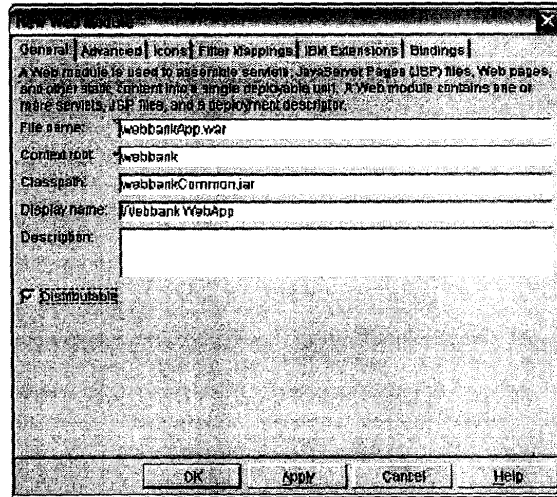 New Web Module
General Advanced Icons Filter Mappings IBM Extensions Bindings
A Web module is used to assemble servlets, JavaServer Pages (JSP) files, Web pages,
and other static content into a single deployable unit. A Web module contains one or
more servlets, JSP files, and a deployment descriptor.
File name: webbankApp.war
Context root: webbank
Classpath: webbankCommon.jar
Display name: Webbank WebApp
Description:
Distributable
OK Apply Cancel Help